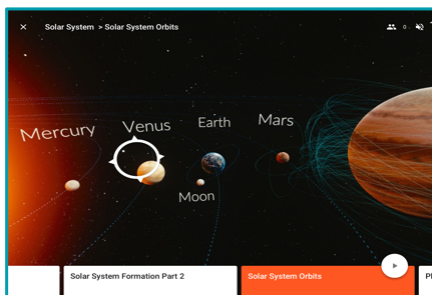 Solar System > Solar System Orbits
0
Mercury
Venus
Earth
Mars
Moon
Solar System Formation Part 2
Solar System Orbits
Pl